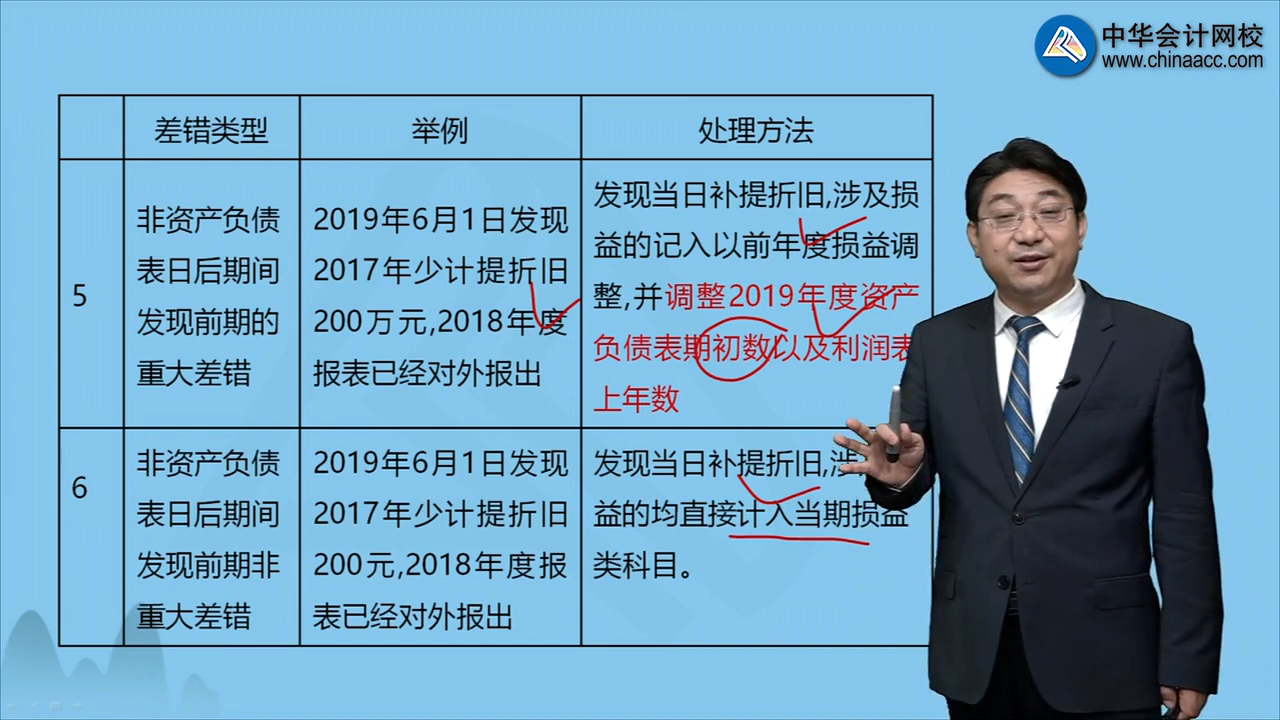 中华会计网校
www.chinaacc.com
差错类型
举例
处理方法
5
非资产负债
表日后期间
发现前期的
重大差错
2019年6月1日发现
2017年少计提折旧
200万元,2018年度
报表已经对外报出
发现当日补提折旧,涉及损
益的记入以前年度损益调
整,并调整2019年度资产
负债表期初数以及利润表
上年数
6
非资产负债
表日后期间
发现前期非
重大差错
2019年6月1日发现
2017年少计提折旧
200元,2018年度报
表已经对外报出
发现当日补提折旧,涉
益的均直接计入当期损益
类科目。